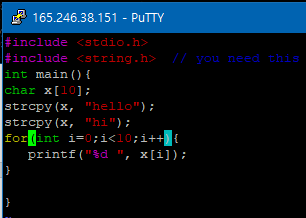 165.246.38.151 - PuTTY
#include <stdio.h>
#include <string.h>  // you need this
int main(){
char x[10];
strcpy(x, "hello");
strcpy(x, "hi");
for(int i=0;i<10;i++){
   printf("%d ", x[i]);
}
}